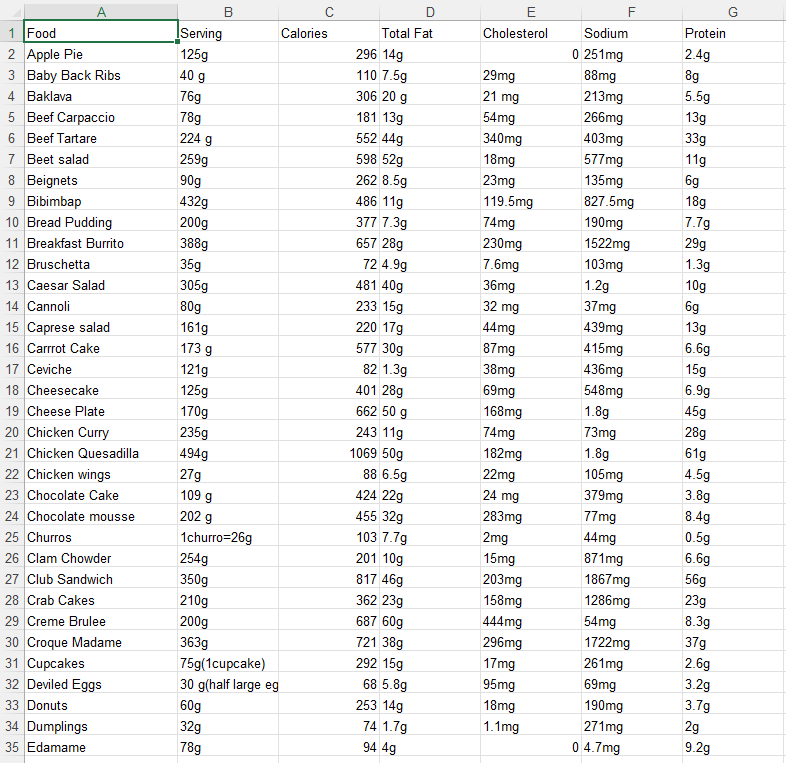 A B C D E F G
1 Food Serving Calories Total Fat Cholesterol Sodium Protein
2 Apple Pie 125g 296 14g 0 251mg 2.4g
3 Baby Back Ribs 40 g 110 7.5g 29mg 88mg 8g
4 Baklava 76g 306 20 g 21 mg 213mg 5.5g
5 Beef Carpaccio 78g 181 13g 54mg 266mg 13g
6 Beef Tartare 224 g 552 44g 340mg 403mg 33g
7 Beet salad 259g 598 52g 18mg 577mg 11g
8 Beignets 90g 262 8.5g 23mg 135mg 6g
9 Bibimbap 432g 486 11g 119.5mg 827.5mg 18g
10 Bread Pudding 200g 377 7.3g 74mg 190mg 7.7g
11 Breakfast Burrito 388g 657 28g 230mg 1522mg 29g
12 Bruschetta 35g 72 4.9g 7.6mg 103mg 1.3g
13 Caesar Salad 305g 481 40g 36mg 1.2g 10g
14 Cannoli 80g 233 15g 32 mg 37mg 6g
15 Caprese salad 161g 220 17g 44mg 439mg 13g
16 Carrrot Cake 173 g 577 30g 87mg 415mg 6.6g
17 Ceviche 121g 82 1.3g 38mg 436mg 15g
18 Cheesecake 125g 401 28g 69mg 548mg 6.9g
19 Cheese Plate 170g 662 50 g 168mg 1.8g 45g
20 Chicken Curry 235g 243 11g 74mg 73mg 28g
21 Chicken Quesadilla 494g 1069 50g 182mg 1.8g 61g
22 Chicken wings 27g 88 6.5g 22mg 105mg 4.5g
23 Chocolate Cake 109 g 424 22g 24 mg 379mg 3.8g
24 Chocolate mousse 202 g 455 32g 283mg 77mg 8.4g
25 Churros 1churro=26g 103 7.7g 2mg 44mg 0.5g
26 Clam Chowder 254g 201 10g 15mg 871mg 6.6g
27 Club Sandwich 350g 817 46g 203mg 1867mg 56g
28 Crab Cakes 210g 362 23g 158mg 1286mg 23g
29 Creme Brulee 200g 687 60g 444mg 54mg 8.3g
30 Croque Madame 363g 721 38g 296mg 1722mg 37g
31 Cupcakes 75g(1cupcake) 292 15g 17mg 261mg 2.6g
32 Deviled Eggs 30 g(half large eg 68 5.8g 95mg 69mg 3.2g
33 Donuts 60g 253 14g 18mg 190mg 3.7g
34 Dumplings 32g 74 1.7g 1.1mg 271mg 2g
35 Edamame 78g 94 4g 0 4.7mg 9.2g